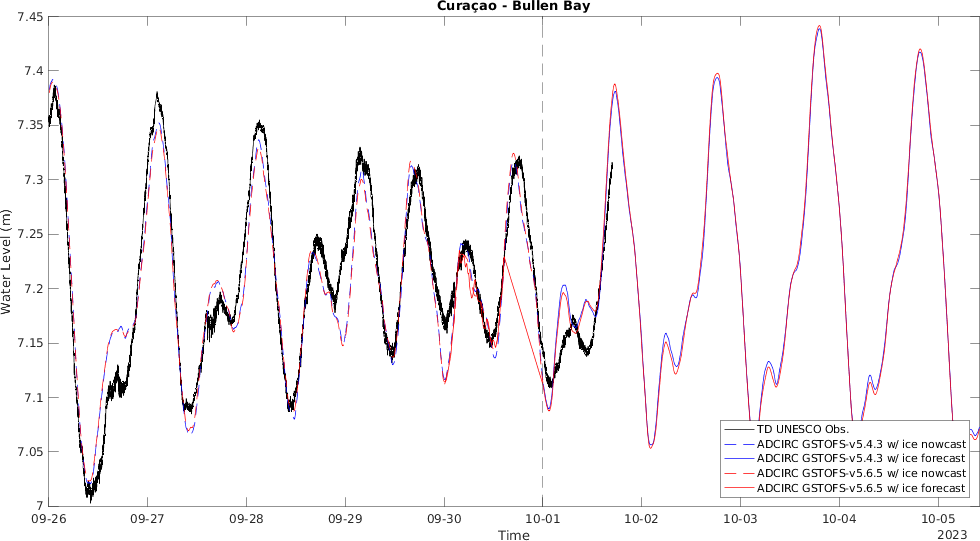 Curaçao - Bullen Bay
Water Level (m)
7.45
7.4
7.35
7.3
7.25
7.2
7.15
7.1
7.05
7
09-26
09-27
09-28
09-29
09-30
10-01
10-02
10-03
10-04
10-05
Time
2023
TD UNESCO Obs.
ADCIRC GSTOFS-v5.4.3 w/ ice nowcast
ADCIRC GSTOFS-v5.4.3 w/ ice forecast
ADCIRC GSTOFS-v5.6.5 w/ ice nowcast
ADCIRC GSTOFS-v5.6.5 w/ ice forecast